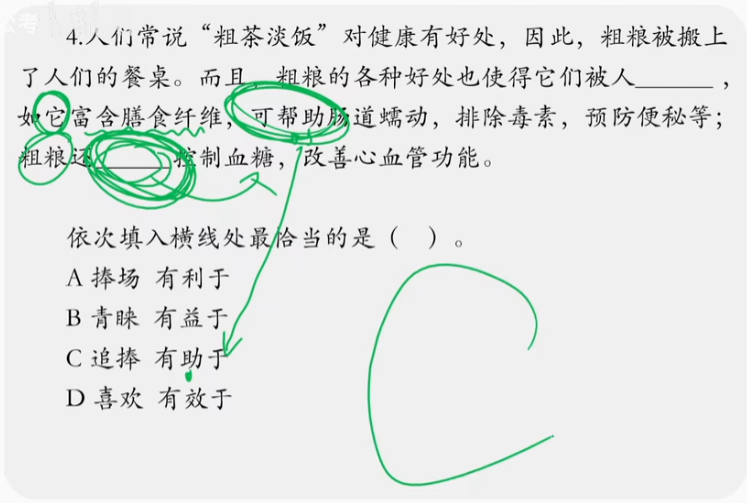 4.人们常说“粗茶淡饭”对健康有好处，因此，粗粮被搬上
了人们的餐桌。而且，粗粮的各种好处也使得它们被人______，
如它富含膳食纤维，可帮助肠道蠕动，排除毒素，预防便秘等；
粗粮还______控制血糖，改善心血管功能。
依次填入横线处最恰当的是（ ）。
A 捧场 有利于
B 青睐 有益于
C 追捧 有助于
D 喜欢 有效于
C